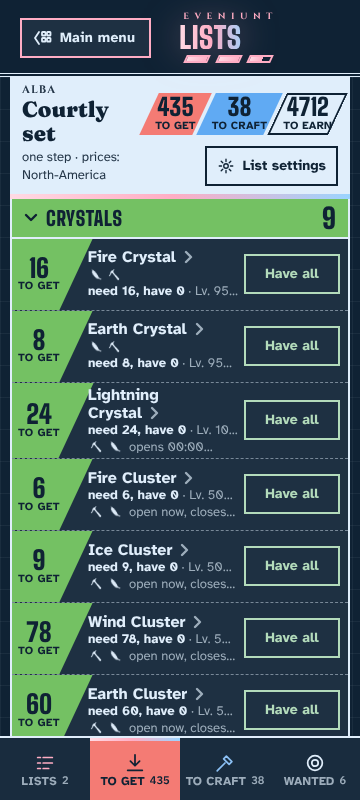 Main menu
EVENIUNT
LISTS
ALBA
Courtly set
one step · prices: North-America
435 TO GET
38 TO CRAFT
4712 TO EARN
List settings
CRYSTALS 9
16 TO GET
Fire Crystal
need 16, have 0 · Lv. 95...
Have all
8 TO GET
Earth Crystal
need 8, have 0 · Lv. 95...
Have all
24 TO GET
Lightning Crystal
need 24, have 0 · Lv. 10...
opens 00:00...
Have all
6 TO GET
Fire Cluster
need 6, have 0 · Lv. 50...
open now, closes...
Have all
9 TO GET
Ice Cluster
need 9, have 0 · Lv. 50...
open now, closes...
Have all
78 TO GET
Wind Cluster
need 78, have 0 · Lv. 5...
open now, closes...
Have all
60 TO GET
Earth Cluster
need 60, have 0 · Lv. 5...
open now, closes...
Have all
LISTS 2
TO GET 435
TO CRAFT 38
WANTED 6